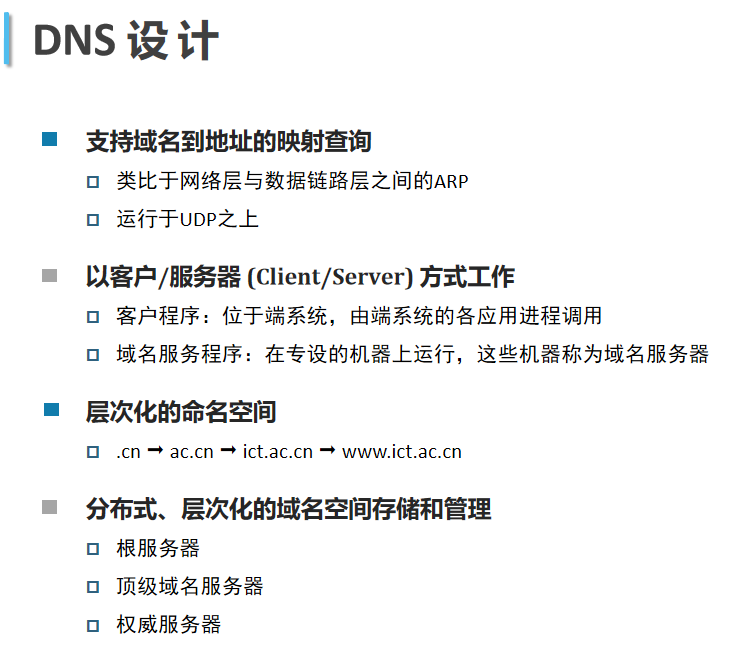 DNS 设计
支持域名到地址的映射查询
类比于网络层与数据链路层之间的ARP
运行于UDP之上
以客户/服务器 (Client/Server) 方式工作
客户程序：位于端系统，由端系统的各应用进程调用
域名服务程序：在专设的机器上运行，这些机器称为域名服务器
层次化的命名空间
.cn ➞ ac.cn ➞ ict.ac.cn ➞ www.ict.ac.cn
分布式、层次化的域名空间存储和管理
根服务器
顶级域名服务器
权威服务器